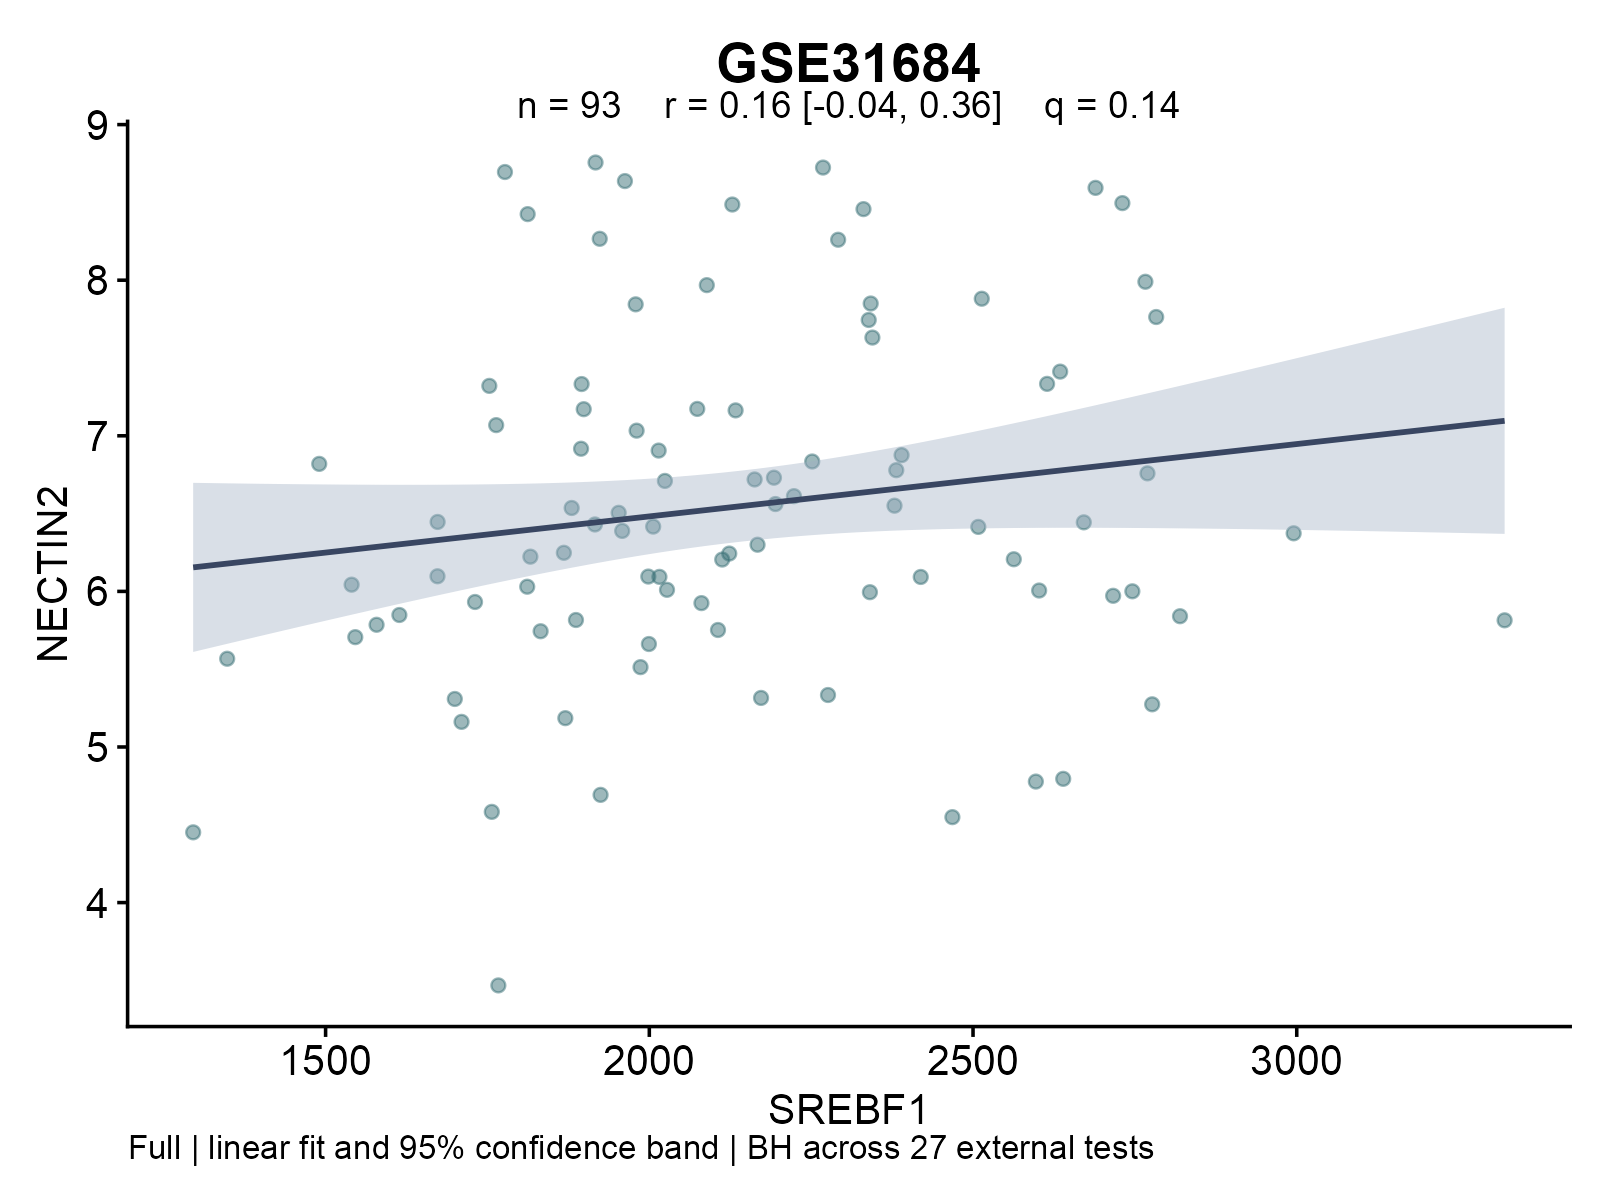 GSE31684
n = 93    r = 0.16 [-0.04, 0.36]    q = 0.14
9
8
7
6
5
4
NECTIN2
1500
2000
2500
3000
SREBF1
Full | linear fit and 95% confidence band | BH across 27 external tests